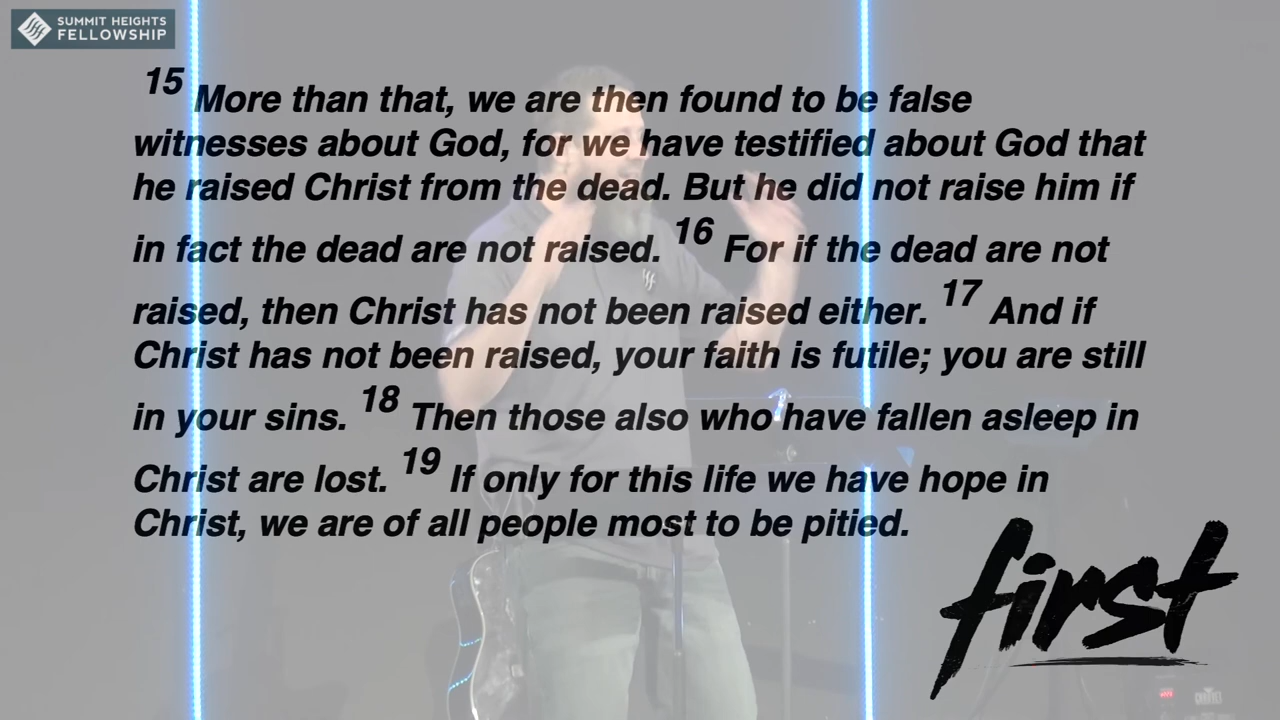 SUMMIT HEIGHTS
FELLOWSHIP
15 More than that, we are then found to be false
witnesses about God, for we have testified about God that
he raised Christ from the dead. But he did not raise him if
in fact the dead are not raised. 16 For if the dead are not
raised, then Christ has not been raised either. 17 And if
Christ has not been raised, your faith is futile; you are still
in your sins. 18 Then those also who have fallen asleep in
Christ are lost. 19 If only for this life we have hope in
Christ, we are of all people most to be pitied.
first